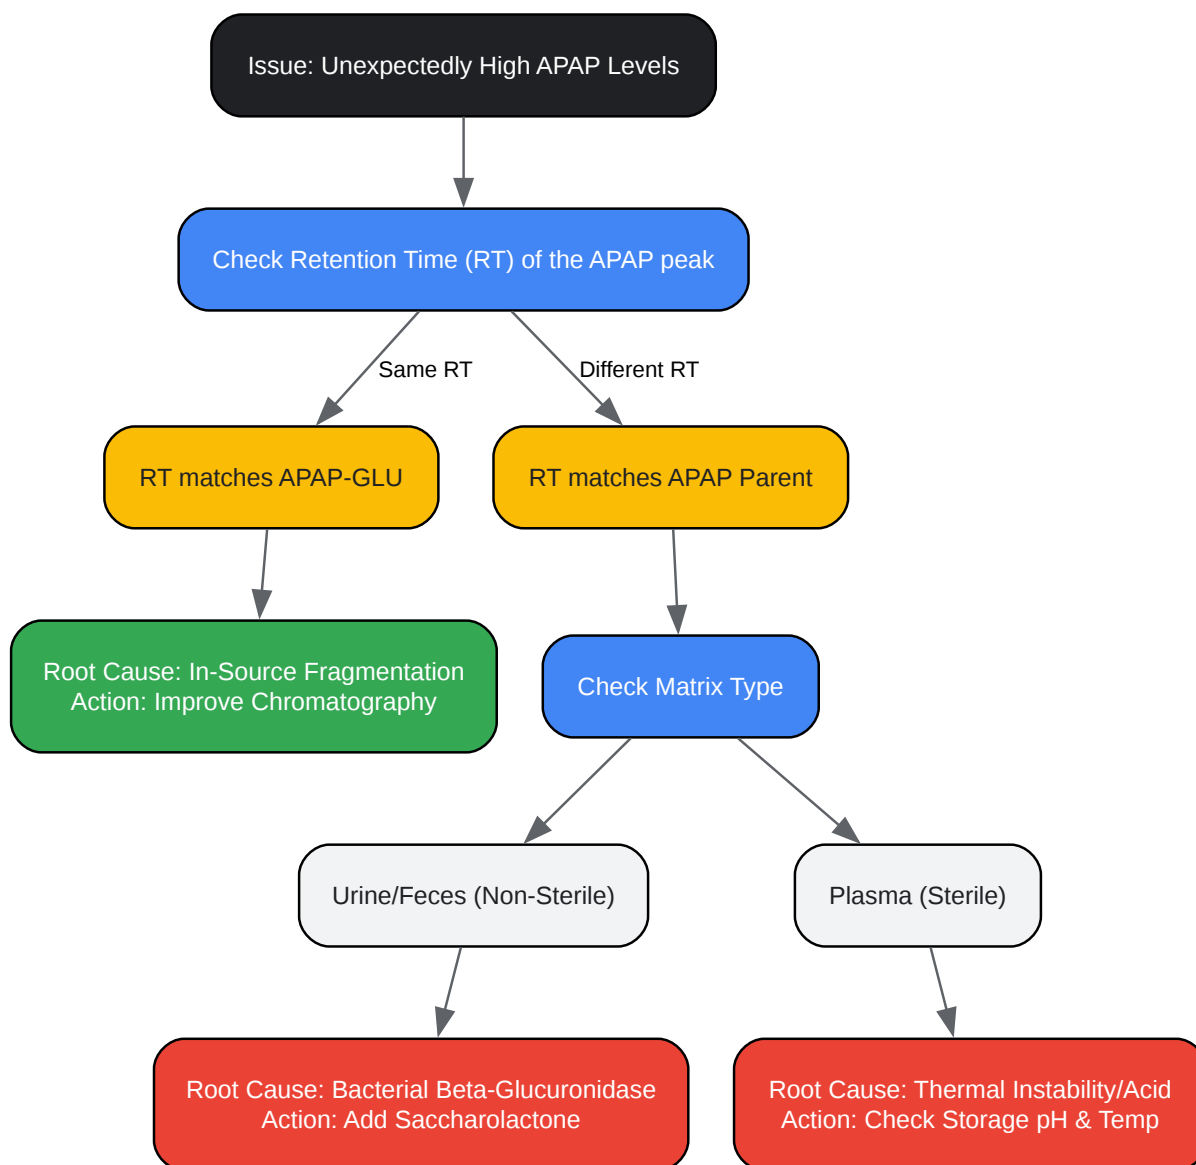 Issue: Unexpectedly High APAP Levels
Check Retention Time (RT) of the APAP peak
Same RT
Different RT
RT matches APAP-GLU
RT matches APAP Parent
Root Cause: In-Source Fragmentation
Action: Improve Chromatography
Check Matrix Type
Urine/Feces (Non-Sterile)
Plasma (Sterile)
Root Cause: Bacterial Beta-Glucuronidase
Action: Add Saccharolactone
Root Cause: Thermal Instability/Acid
Action: Check Storage pH & Temp